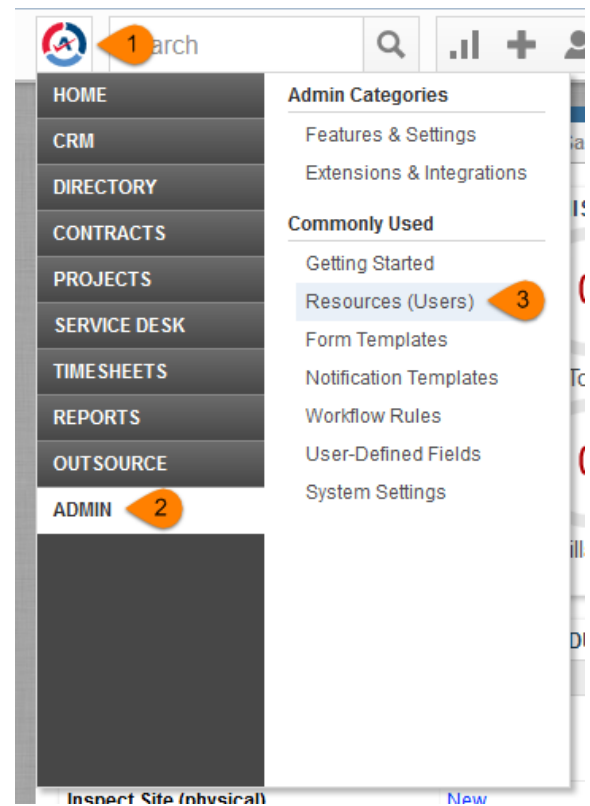 1 arch
HOME
CRM
DIRECTORY
CONTRACTS
PROJECTS
SERVICE DESK
TIMESHEETS
REPORTS
OUTSOURCE
ADMIN 2
Admin Categories
Features & Settings
Extensions & Integrations
Commonly Used
Getting Started
Resources (Users) 3
Form Templates
Notification Templates
Workflow Rules
User-Defined Fields
System Settings
Inspect Site (physical) New